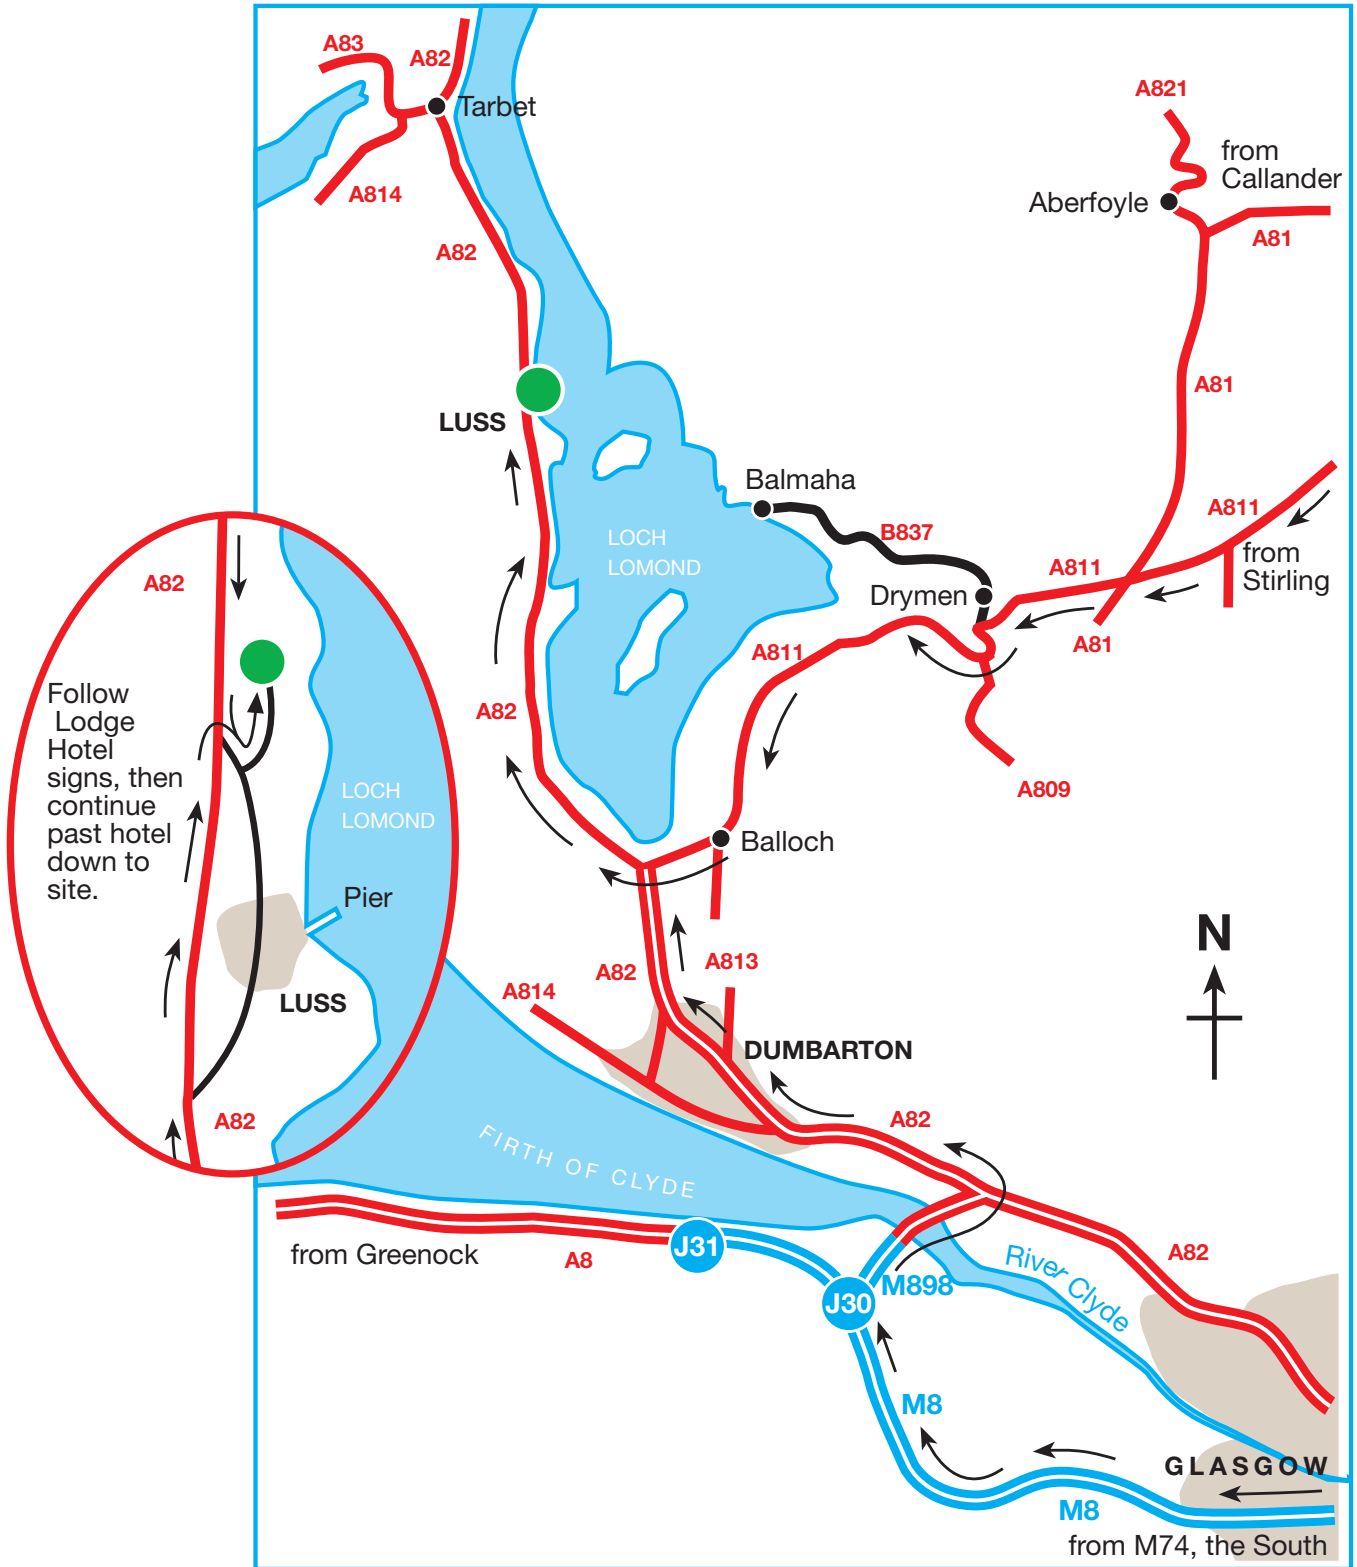 A83
A82
Tarbet
A814
A82
A821
from
Callander
Aberfoyle
A81
A81
LUSS
Balmaha
B837
A811
from
Stirling
LOCH
LOMOND
A811
Drymen
A811
A81
A82
A809
Balloch
A82
Follow
Lodge
Hotel
signs, then
continue
past hotel
down to
site.
LOCH
LOMOND
Pier
LUSS
A82
N
A82
A813
A814
DUMBARTON
A82
FIRTH OF CLYDE
from Greenock
A8
J31
J30
M898
River Clyde
A82
M8
GLASGOW
M8
from M74, the South